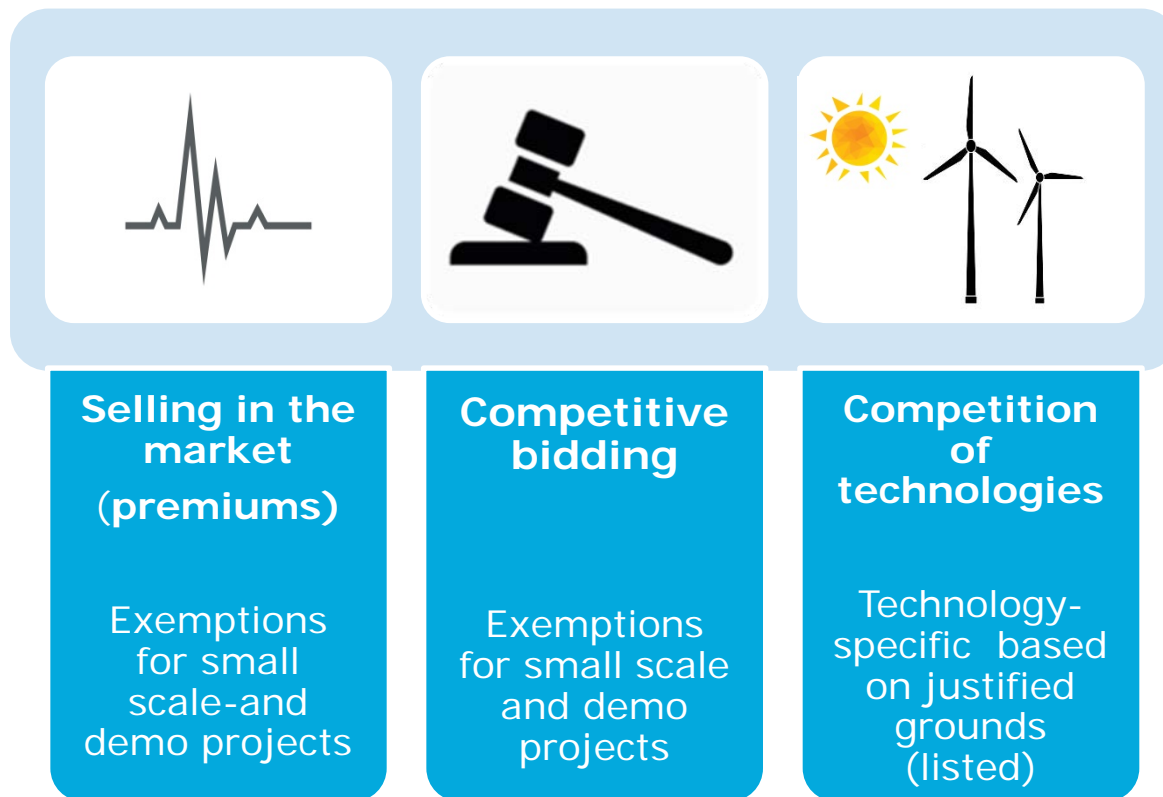 Selling in the
market
(premiums)
Exemptions
for small
scale-and
demo projects
Competitive
bidding
Exemptions
for small scale
and demo
projects
Competition
of
technologies
Technology-
specific based
on justified
grounds
(listed)